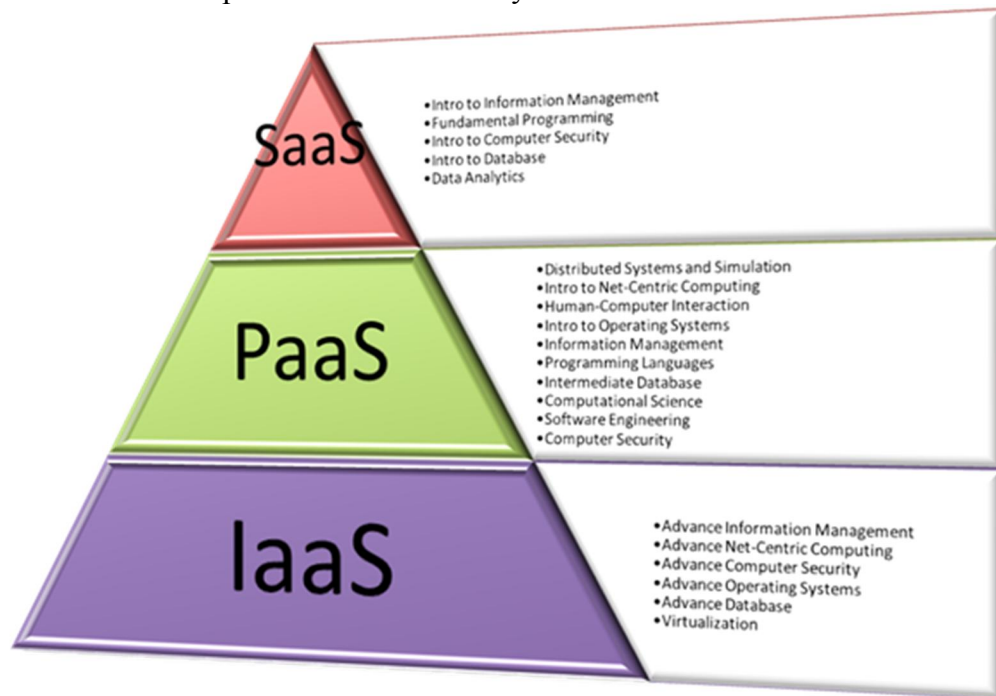 SaaS
•Intro to Information Management
•Fundamental Programming
•Intro to Computer Security
•Intro to Database
•Data Analytics
PaaS
•Distributed Systems and Simulation
•Intro to Net-Centric Computing
•Human-Computer Interaction
•Intro to Operating Systems
•Information Management
•Programming Languages
•Intermediate Database
•Computational Science
•Software Engineering
•Computer Security
IaaS
•Advance Information Management
•Advance Net-Centric Computing
•Advance Computer Security
•Advance Operating Systems
•Advance Database
•Virtualization